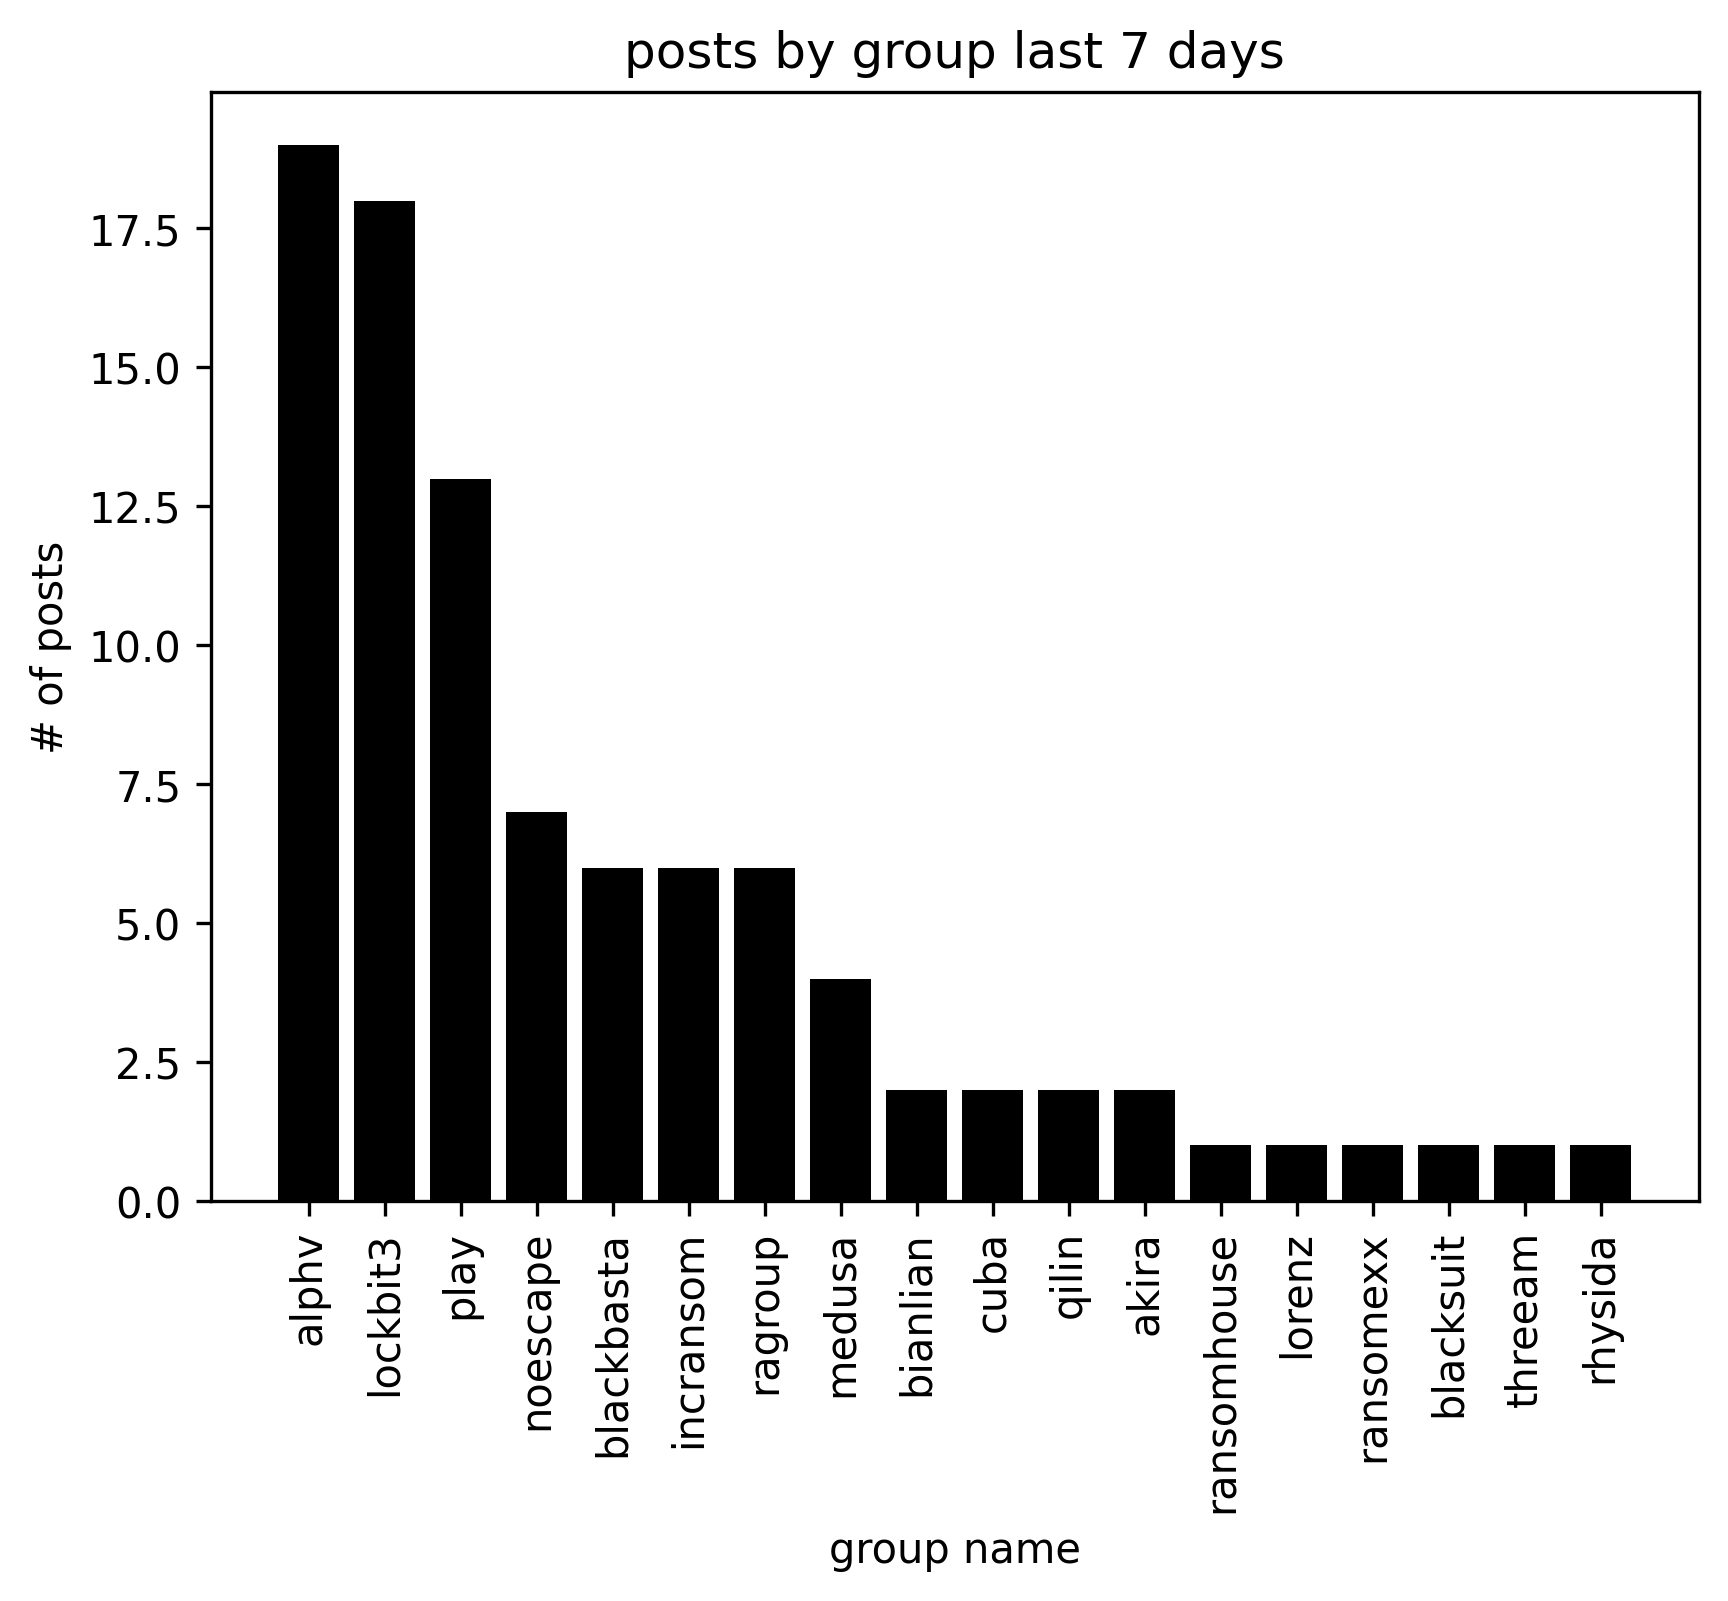 posts by group last 7 days
# of posts
17.5
15.0
12.5
10.0
7.5
5.0
2.5
0.0
alphv
lockbit3
play
noescape
blackbasta
incransom
ragroup
medusa
bianlian
cuba
qilin
akira
ransomhouse
lorenz
ransomexx
blacksuit
threeam
rhysida
group name